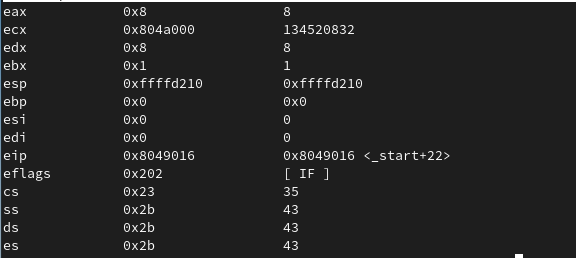 eax 0x8 8
ecx 0x804a000 134520832
edx 0x8 8
ebx 0x1 1
esp 0xffffd210 0xffffd210
ebp 0x0 0x0
esi 0x0 0
edi 0x0 0
eip 0x8049016 0x8049016 <_start+22>
eflags 0x202 [ IF ]
cs 0x23 35
ss 0x2b 43
ds 0x2b 43
es 0x2b 43